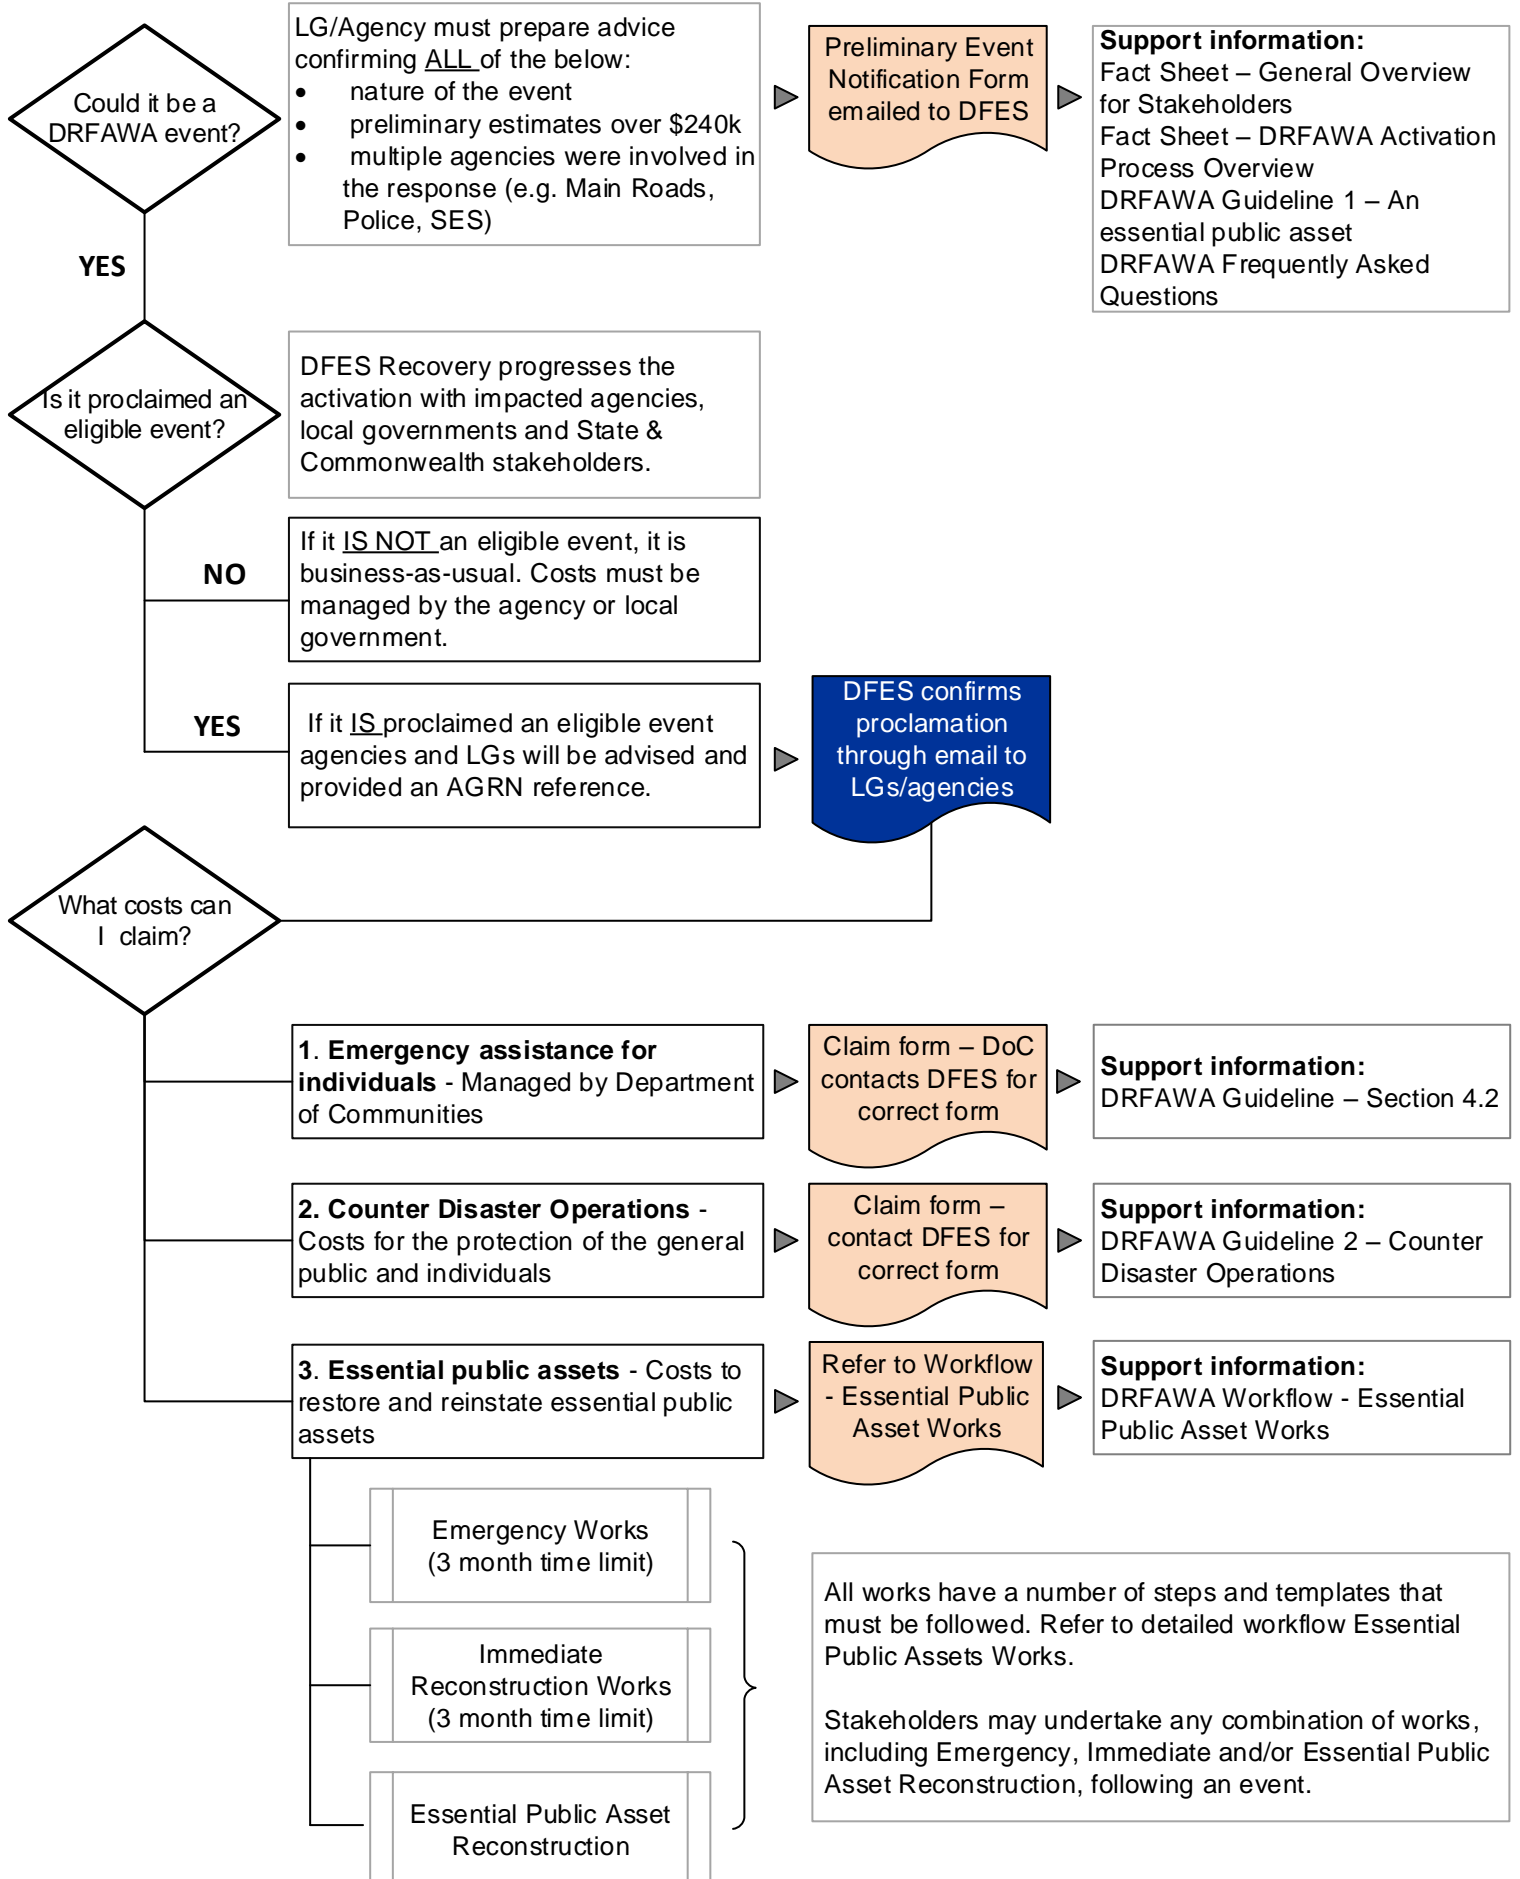 Could it be a
DRFAWA event?
LG/Agency must prepare advice
confirming ALL of the below:
• nature of the event
• preliminary estimates over $240k
• multiple agencies were involved in
the response (e.g. Main Roads,
Police, SES)
Preliminary Event
Notification Form
emailed to DFES
Support information:
Fact Sheet – General Overview
for Stakeholders
Fact Sheet – DRFAWA Activation
Process Overview
DRFAWA Guideline 1 – An
essential public asset
DRFAWA Frequently Asked
Questions
YES
Is it proclaimed an
eligible event?
DFES Recovery progresses the
activation with impacted agencies,
local governments and State &
Commonwealth stakeholders.
NO
If it IS NOT an eligible event, it is
business-as-usual. Costs must be
managed by the agency or local
government.
YES
If it IS proclaimed an eligible event
agencies and LGs will be advised and
provided an AGRN reference.
DFES confirms
proclamation
through email to
LGs/agencies
What costs can
I claim?
1. Emergency assistance for
individuals - Managed by Department
of Communities
Claim form – DoC
contacts DFES for
correct form
Support information:
DRFAWA Guideline – Section 4.2
2. Counter Disaster Operations -
Costs for the protection of the general
public and individuals
Claim form –
contact DFES for
correct form
Support information:
DRFAWA Guideline 2 – Counter
Disaster Operations
3. Essential public assets - Costs to
restore and reinstate essential public
assets
Refer to Workflow
- Essential Public
Asset Works
Support information:
DRFAWA Workflow - Essential
Public Asset Works
Emergency Works
(3 month time limit)
Immediate
Reconstruction Works
(3 month time limit)
Essential Public Asset
Reconstruction
All works have a number of steps and templates that
must be followed. Refer to detailed workflow Essential
Public Assets Works.
Stakeholders may undertake any combination of works,
including Emergency, Immediate and/or Essential Public
Asset Reconstruction, following an event.